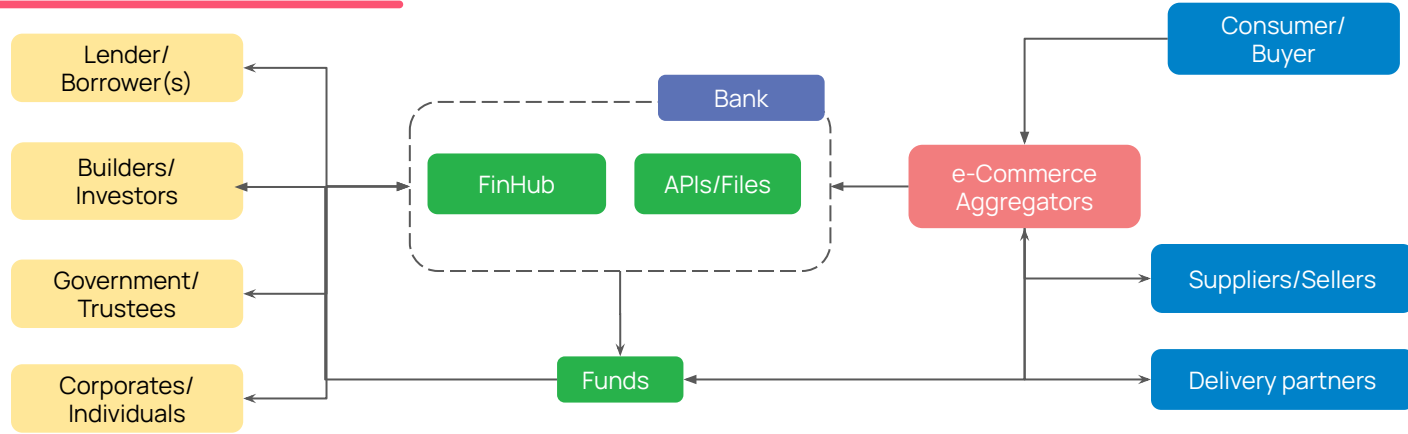 Lender/
Borrower(s)
Builders/
Investors
Government/
Trustees
Corporates/
Individuals
Bank
FinHub
APIs/Files
Funds
Consumer/
Buyer
e-Commerce
Aggregators
Suppliers/Sellers
Delivery partners